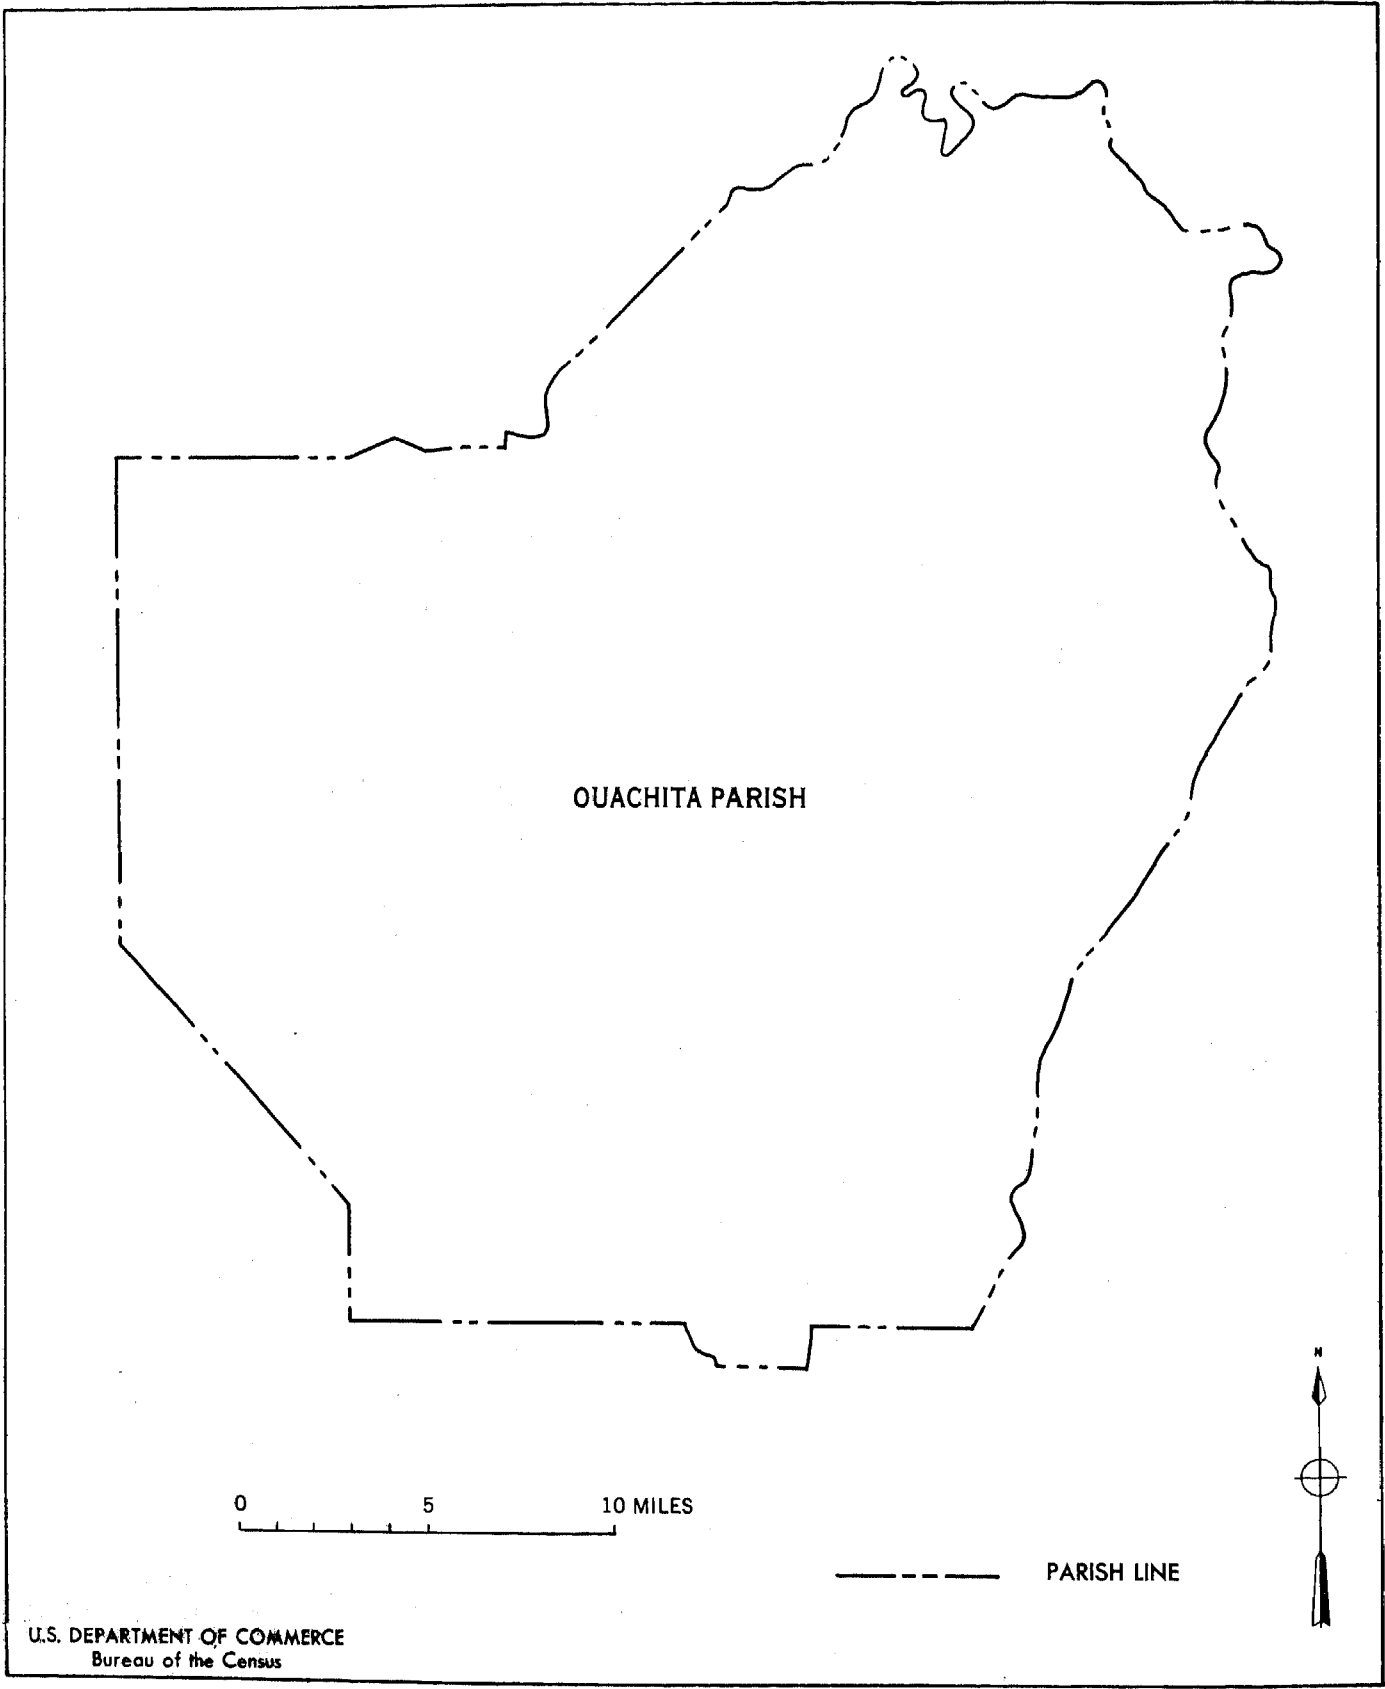 OUACHITA PARISH
N
0 5 10 MILES
PARISH LINE
U.S. DEPARTMENT OF COMMERCE
Bureau of the Census